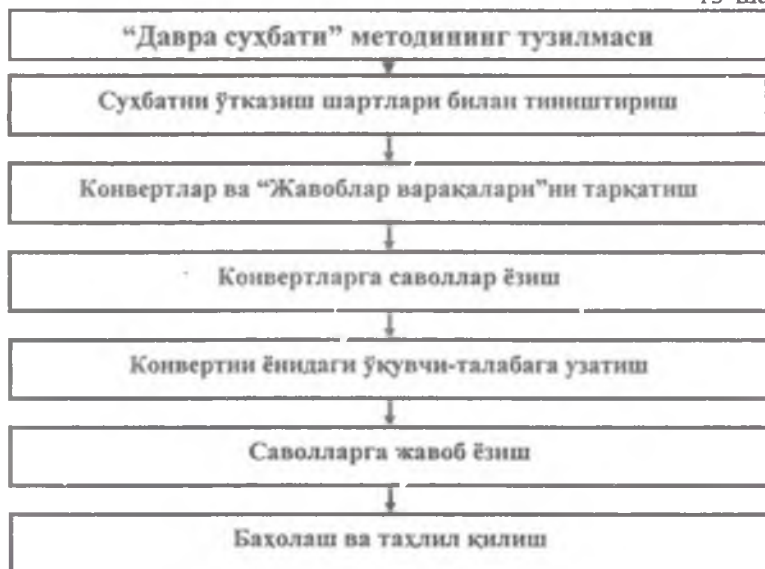 “Давра суҳбати” методининг тузилмаси
Суҳбатни ўтказиш шартлари билан тиништириш
Конвертлар ва “Жавоблар варақалари”ни тарқатиш
Конвертларга саволлар ёзиш
Конвертни ёнидаги ўқувчи-талабага узатиш
Саволларга жавоб ёзиш
Баҳолаш ва таҳлил қилиш